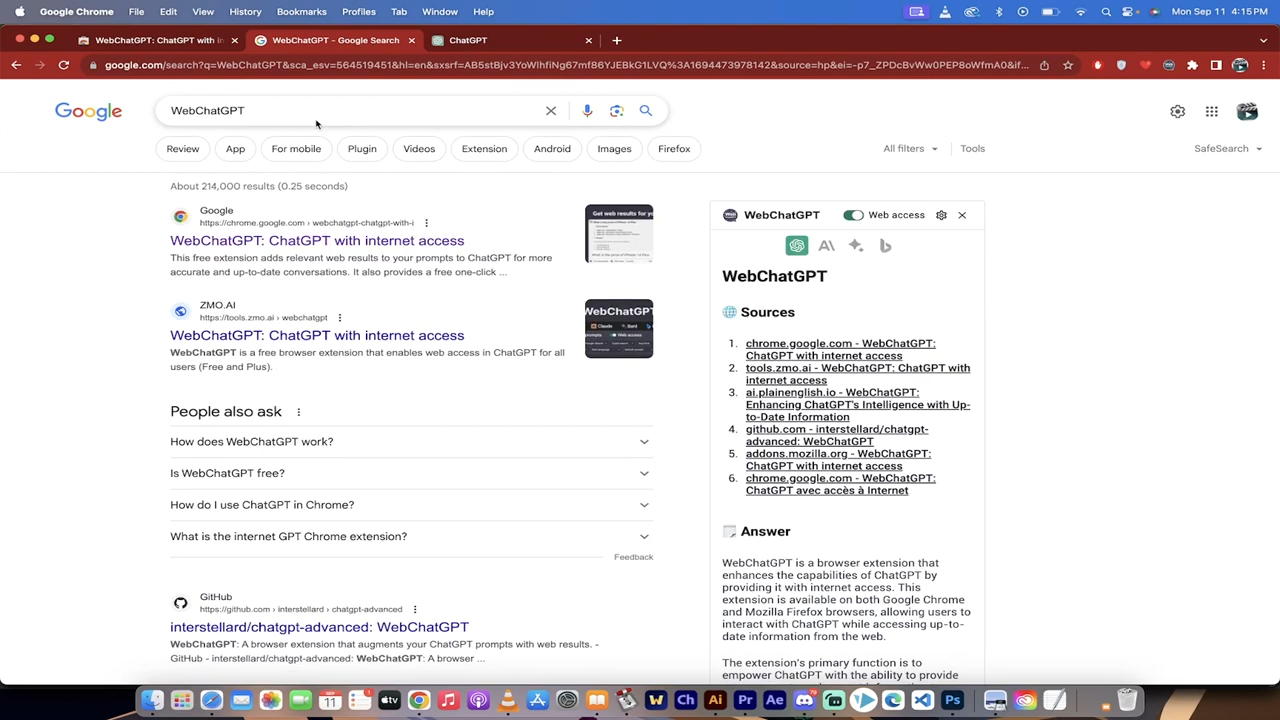 Chrome File Edit View History Bookmarks Profiles Tab Window Help Mon Sep 11 4:15 PM
WebChatGPT: ChatGPT with in
WebChatGPT - Google Search
ChatGPT
google.com/search?q=WebChatGPT&sca_esv=564519451&hl=en&sxsrf=AB5stBjv3YoWlhfiNg67mf86YJEBkG1LVQ%3A1694473978142&source=hp&ei=-p7_ZPDcBvWw0PEP8oWfmA0&if...
Google
WebChatGPT
Review App For mobile Plugin Videos Extension Android Images Firefox All filters Tools SafeSearch
About 214,000 results (0.25 seconds)
Google
https://chrome.google.com › webchatgpt-chatgpt-with-i
WebChatGPT: ChatGPT with internet access
This free extension adds relevant web results to your prompts to ChatGPT for more
accurate and up-to-date conversations. It also provides a free one-click ...
Get web results for yo
ZMO.AI
https://tools.zmo.ai › webchatgpt
WebChatGPT: ChatGPT with internet access
WebChatGPT is a free browser extension that enables web access in ChatGPT for all
users (Free and Plus).
WebChatGPT
Claude Bard
prompts Web access
People also ask
How does WebChatGPT work?
Is WebChatGPT free?
How do I use ChatGPT in Chrome?
What is the internet GPT Chrome extension?
Feedback
GitHub
https://github.com › interstellard › chatgpt-advanced
interstellard/chatgpt-advanced: WebChatGPT
WebChatGPT: A browser extension that augments your ChatGPT prompts with web results. -
GitHub - interstellard/chatgpt-advanced: WebChatGPT: A browser ...
WebChatGPT Web access
WebChatGPT
Sources
1. chrome.google.com - WebChatGPT:
ChatGPT with internet access
2. tools.zmo.ai - WebChatGPT: ChatGPT with
internet access
3. ai.plainenglish.io - WebChatGPT:
Enhancing ChatGPT's Intelligence with Up-
to-Date Information
4. github.com - interstellard/chatgpt-
advanced: WebChatGPT
5. addons.mozilla.org - WebChatGPT:
ChatGPT with internet access
6. chrome.google.com - WebChatGPT:
ChatGPT avec accès à Internet
Answer
WebChatGPT is a browser extension that
enhances the capabilities of ChatGPT by
providing it with internet access. This
extension is available on both Google Chrome
and Mozilla Firefox browsers, allowing users to
interact with ChatGPT while accessing up-to-
date information from the web.
The extension's primary function is to
empower ChatGPT with the ability to provide